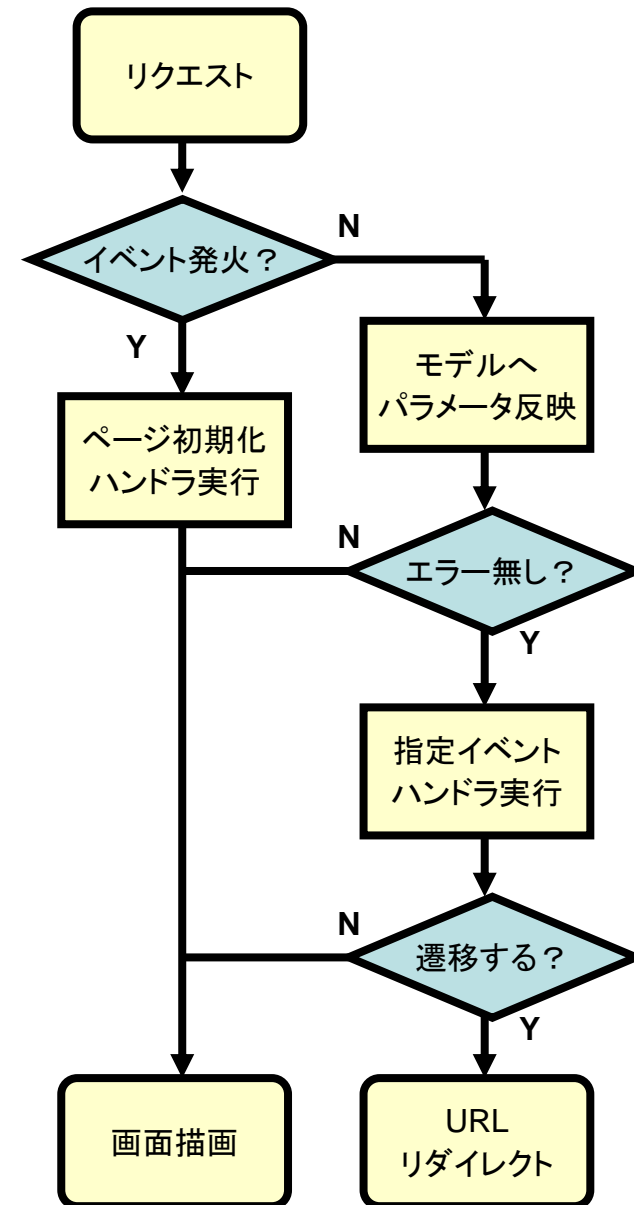 リクエスト
イベント発火？
N
Y
モデルへ
パラメータ反映
ページ初期化
ハンドラ実行
N
エラー無し？
Y
指定イベント
ハンドラ実行
N
遷移する？
Y
画面描画
URL
リダイレクト